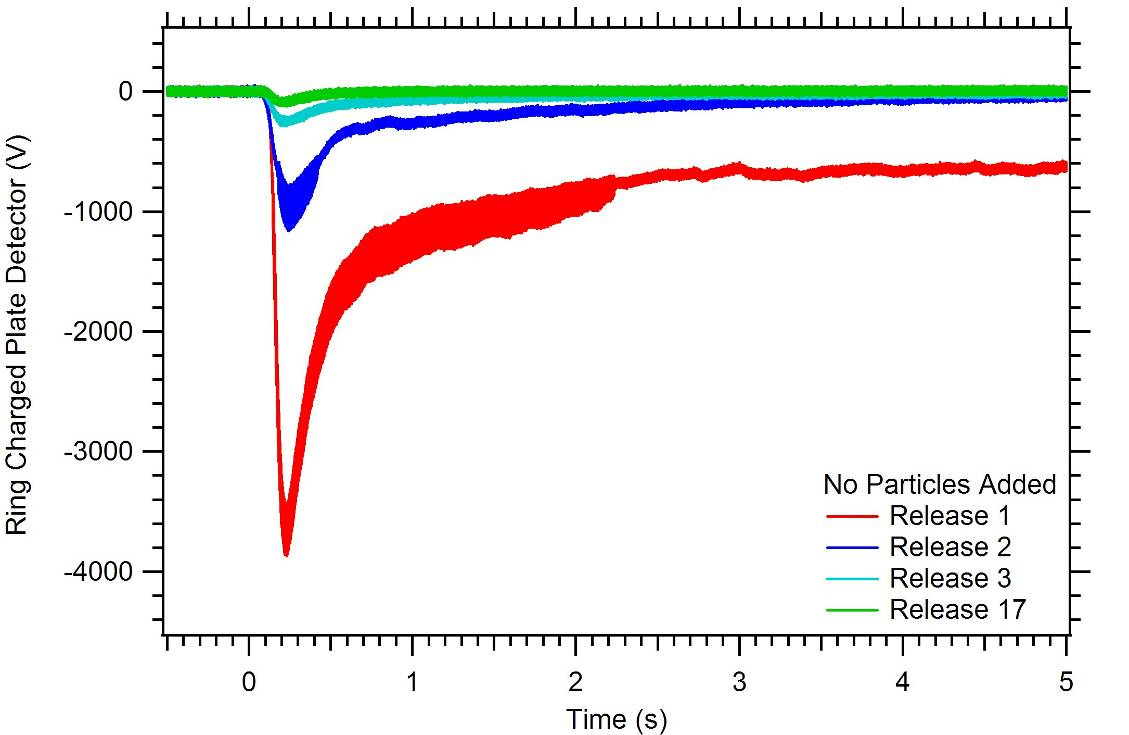 Ring Charged Plate Detector (V)
0
-1000
-2000
-3000
-4000
No Particles Added
Release 1
Release 2
Release 3
Release 17
0 1 2 3 4 5
Time (s)